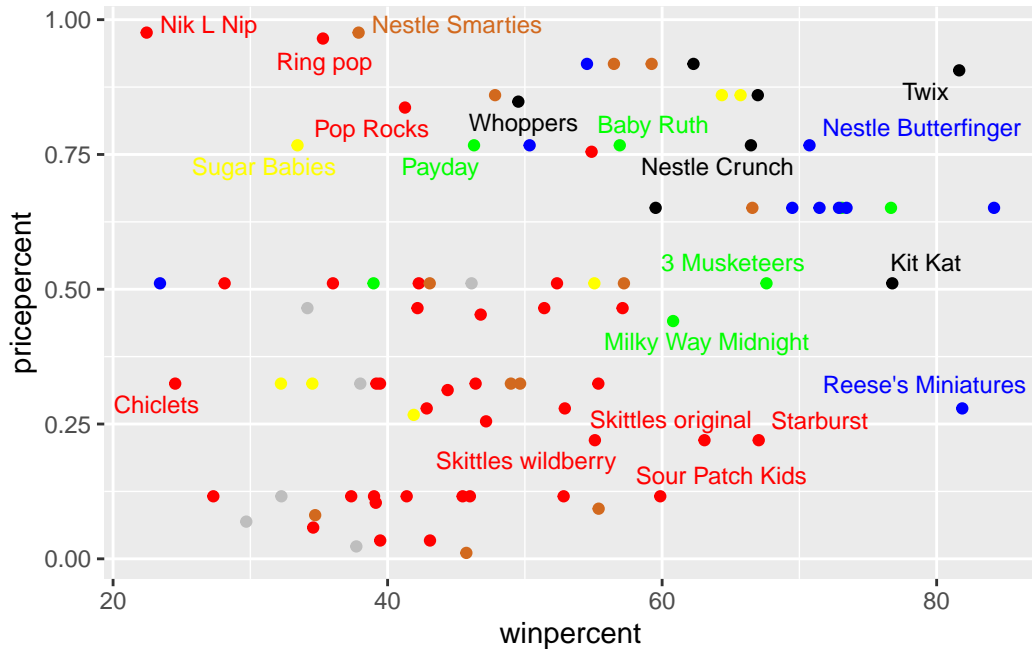 1.00
Nik L Nip
Nestle Smarties
Ring pop
Twix
Pop Rocks
Whoppers
Baby Ruth
Nestle Butterfinger
0.75
Sugar Babies
Payday
Nestle Crunch
3 Musketeers
Kit Kat
0.50
Milky Way Midnight
Reese's Miniatures
Chiclets
Skittles original
Starburst
0.25
Skittles wildberry
Sour Patch Kids
0.00
20
40
60
80
winpercent
pricepercent